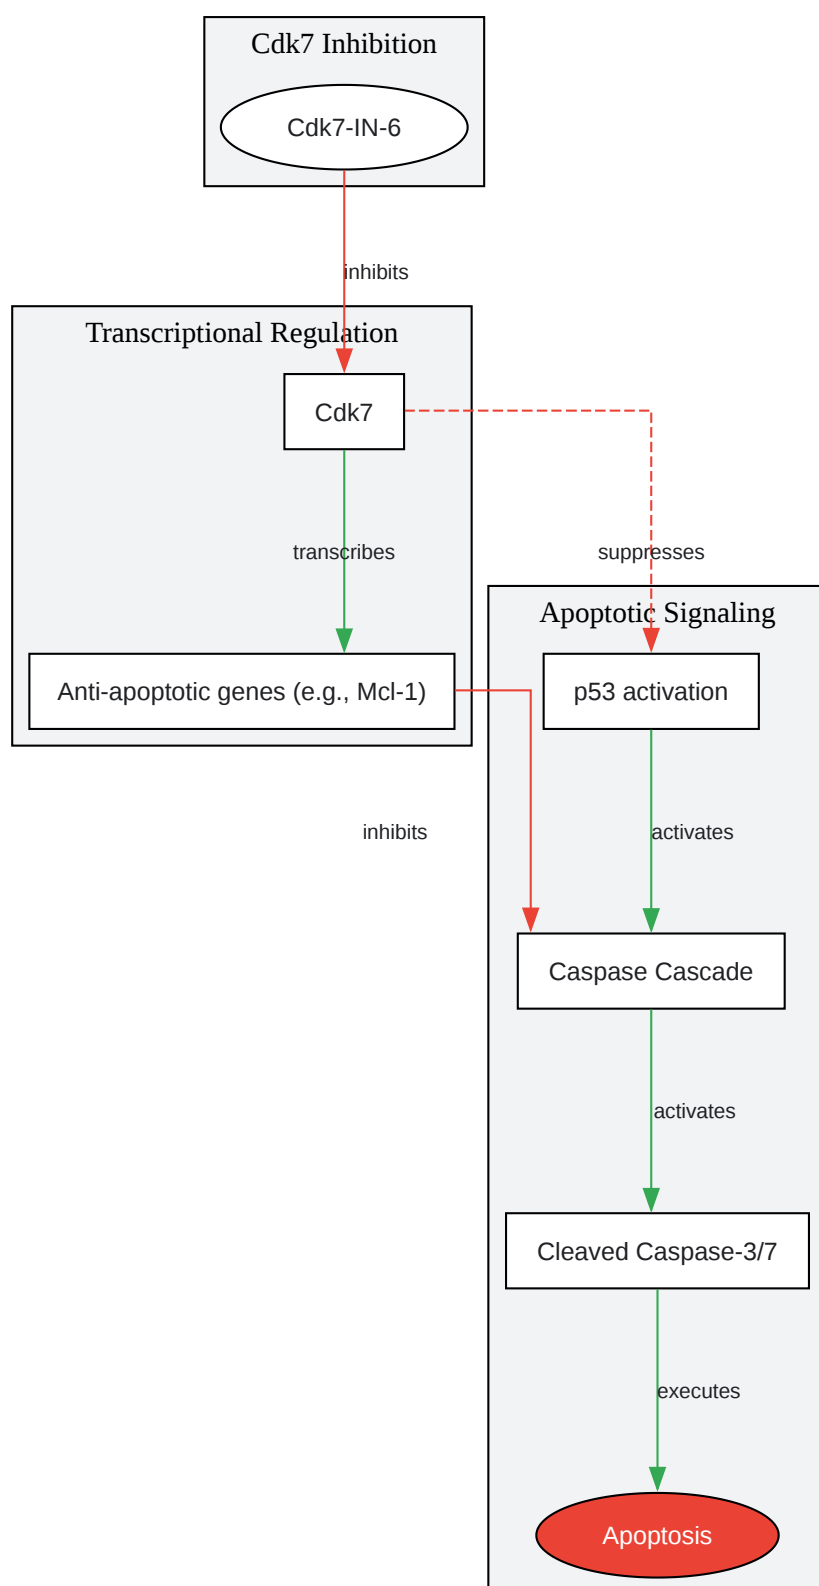 Cdk7 Inhibition
Cdk7-IN-6
inhibits
Transcriptional Regulation
Cdk7
transcribes
suppresses
Apoptotic Signaling
Anti-apoptotic genes (e.g., Mcl-1)
p53 activation
inhibits
activates
Caspase Cascade
activates
Cleaved Caspase-3/7
executes
Apoptosis